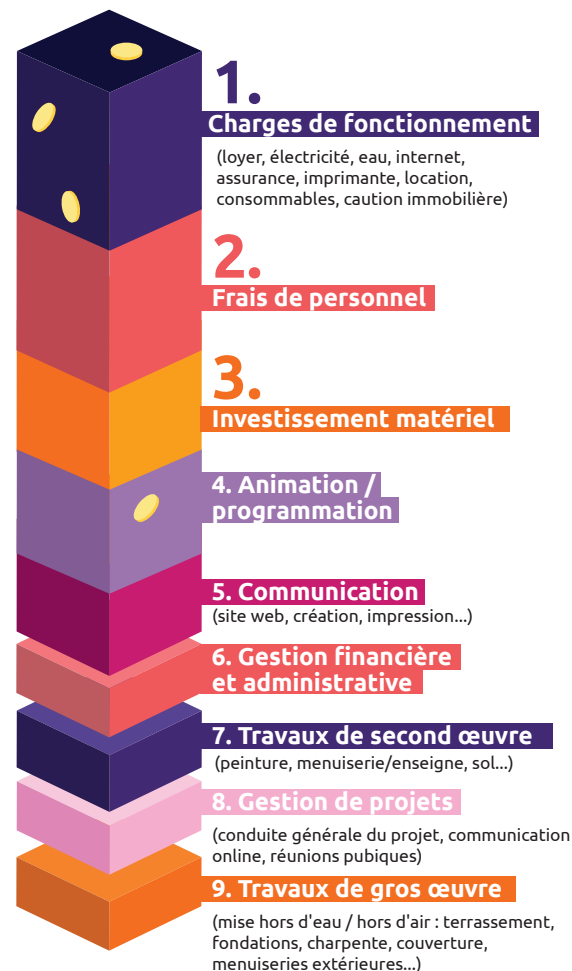 1.
Charges de fonctionnement
(loyer, électricité, eau, internet,
assurance, imprimante, location,
consommables, caution immobilière)
2.
Frais de personnel
3.
Investissement matériel
4. Animation /
programmation
5. Communication
(site web, création, impression...)
6. Gestion financière
et administrative
7. Travaux de second œuvre
(peinture, menuiserie/enseigne, sol...)
8. Gestion de projets
(conduite générale du projet, communication
online, réunions pubiques)
9. Travaux de gros œuvre
(mise hors d'eau / hors d'air : terrassement,
fondations, charpente, couverture,
menuiseries extérieures...)